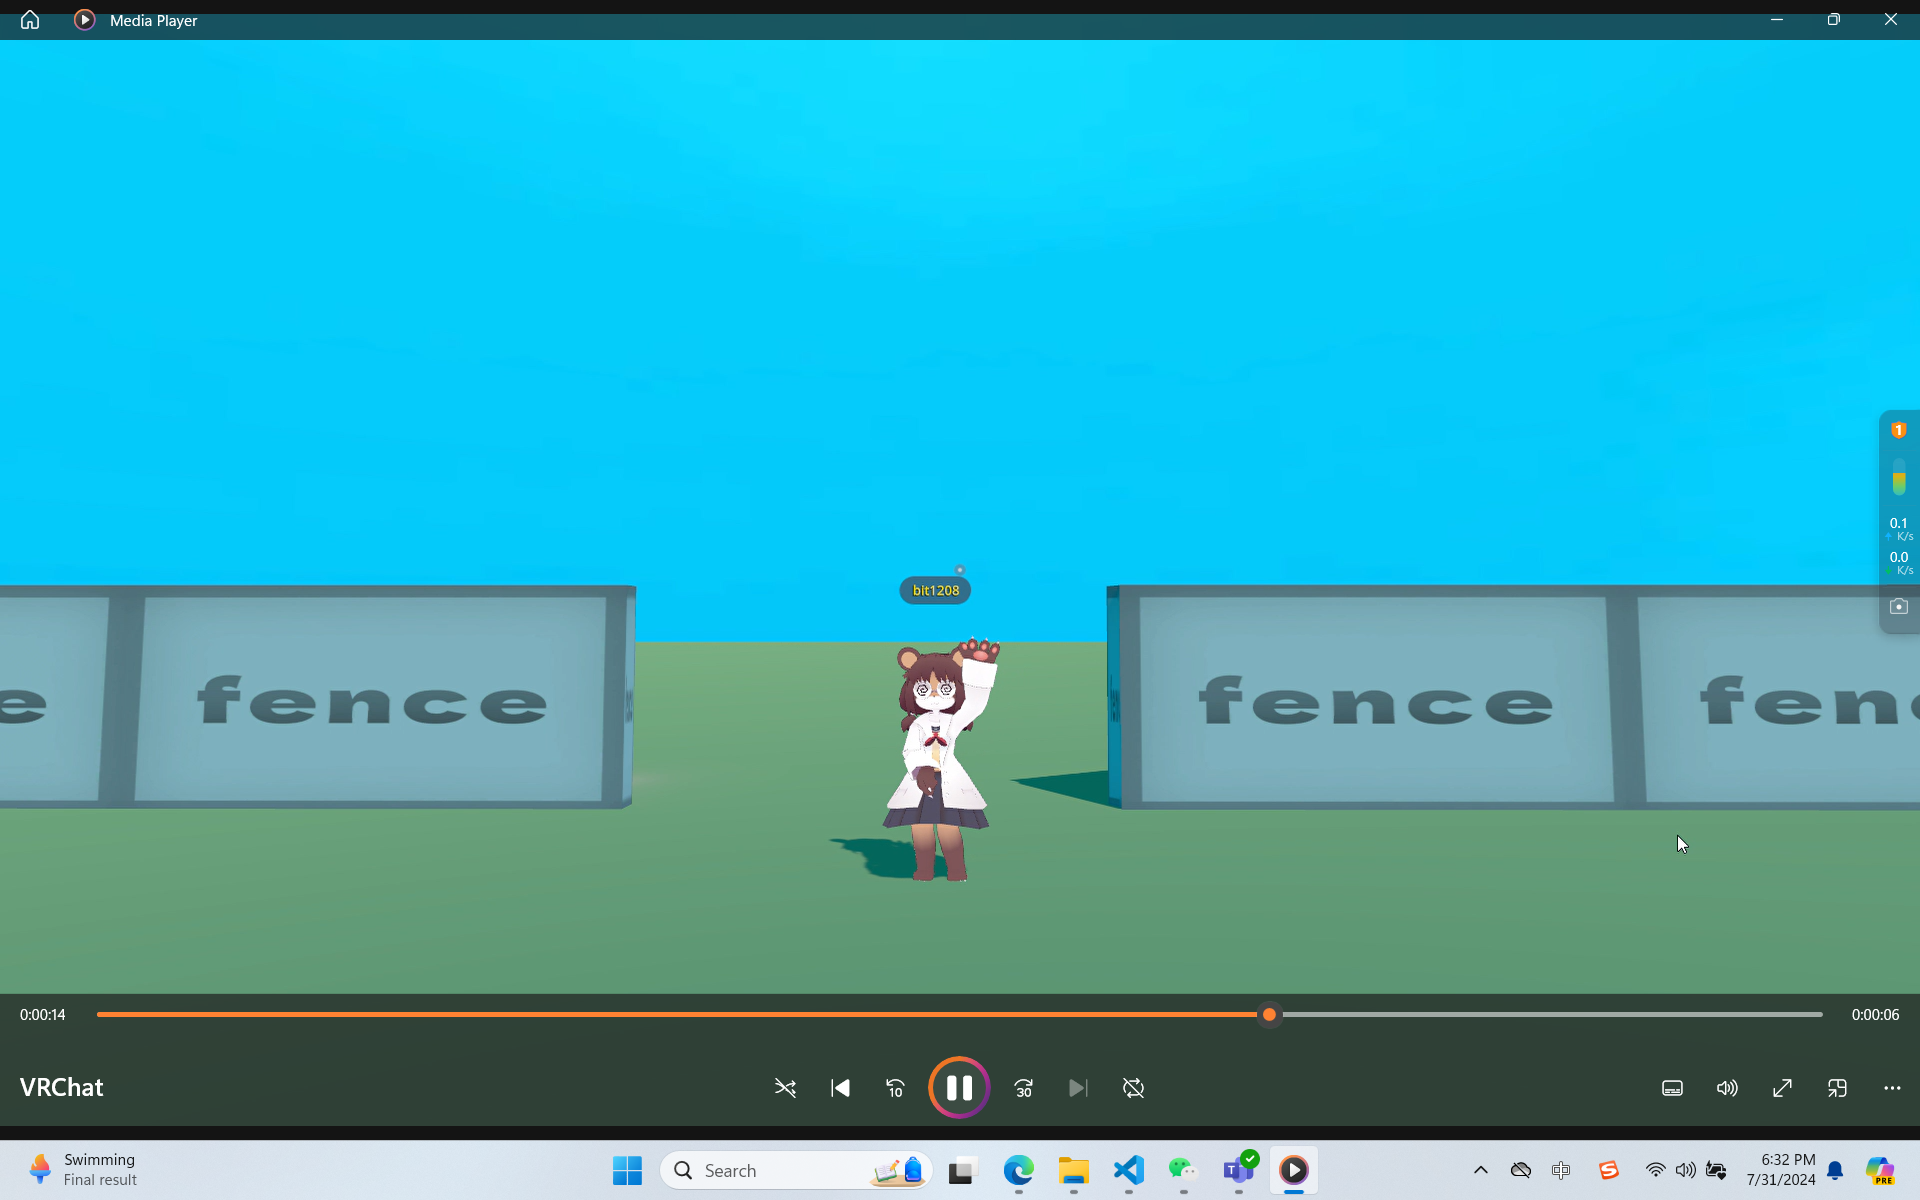 Media Player
1
0.1
K/s
0.0
K/s
bit1208
e
fence
fence
fen
0:00:14
0:00:06
VRChat
10
30
Swimming
Final result
Search
T
S
6:32 PM
7/31/2024
PRE